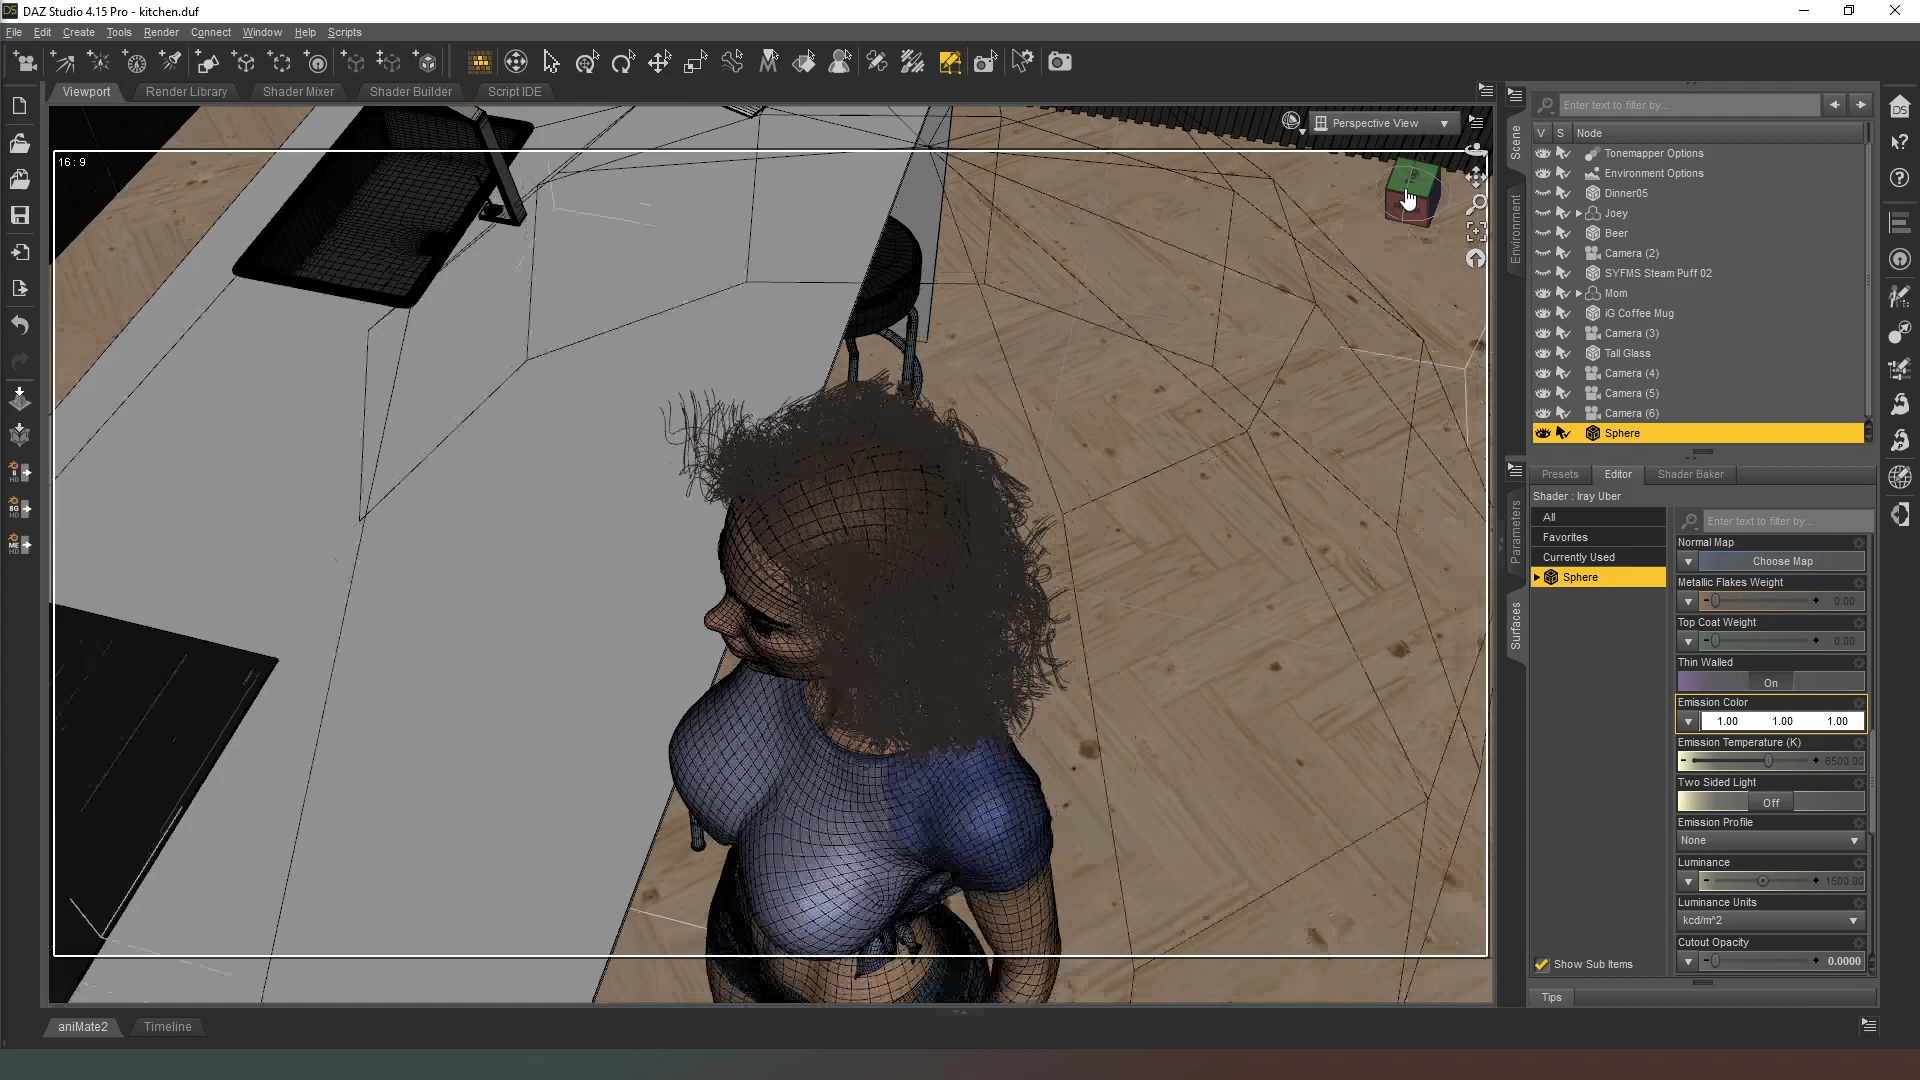 DAZ Studio 4.15 Pro - kitchen.duf
File Edit Create Tools Render Connect Window Help Scripts
Viewport Render Library Shader Mixer Shader Builder Script IDE
16 : 9
Perspective View
Scene
Environment
Enter text to filter by...
V S Node
Tonemapper Options
Environment Options
Dinner05
Joey
Beer
Camera (2)
SYFMS Steam Puff 02
Mom
iG Coffee Mug
Camera (3)
Tall Glass
Camera (4)
Camera (5)
Camera (6)
Sphere
Parameters
Surfaces
Presets Editor Shader Baker
Shader : Iray Uber
All
Favorites
Currently Used
Sphere
Enter text to filter by...
Normal Map
Choose Map
Metallic Flakes Weight
0.00
Top Coat Weight
0.00
Thin Walled
On
Emission Color
1.00 1.00 1.00
Emission Temperature (K)
6500.00
Two Sided Light
Off
Emission Profile
None
Luminance
1500.00
Luminance Units
kcd/m^2
Cutout Opacity
0.0000
Show Sub Items
Tips
aniMate2 Timeline